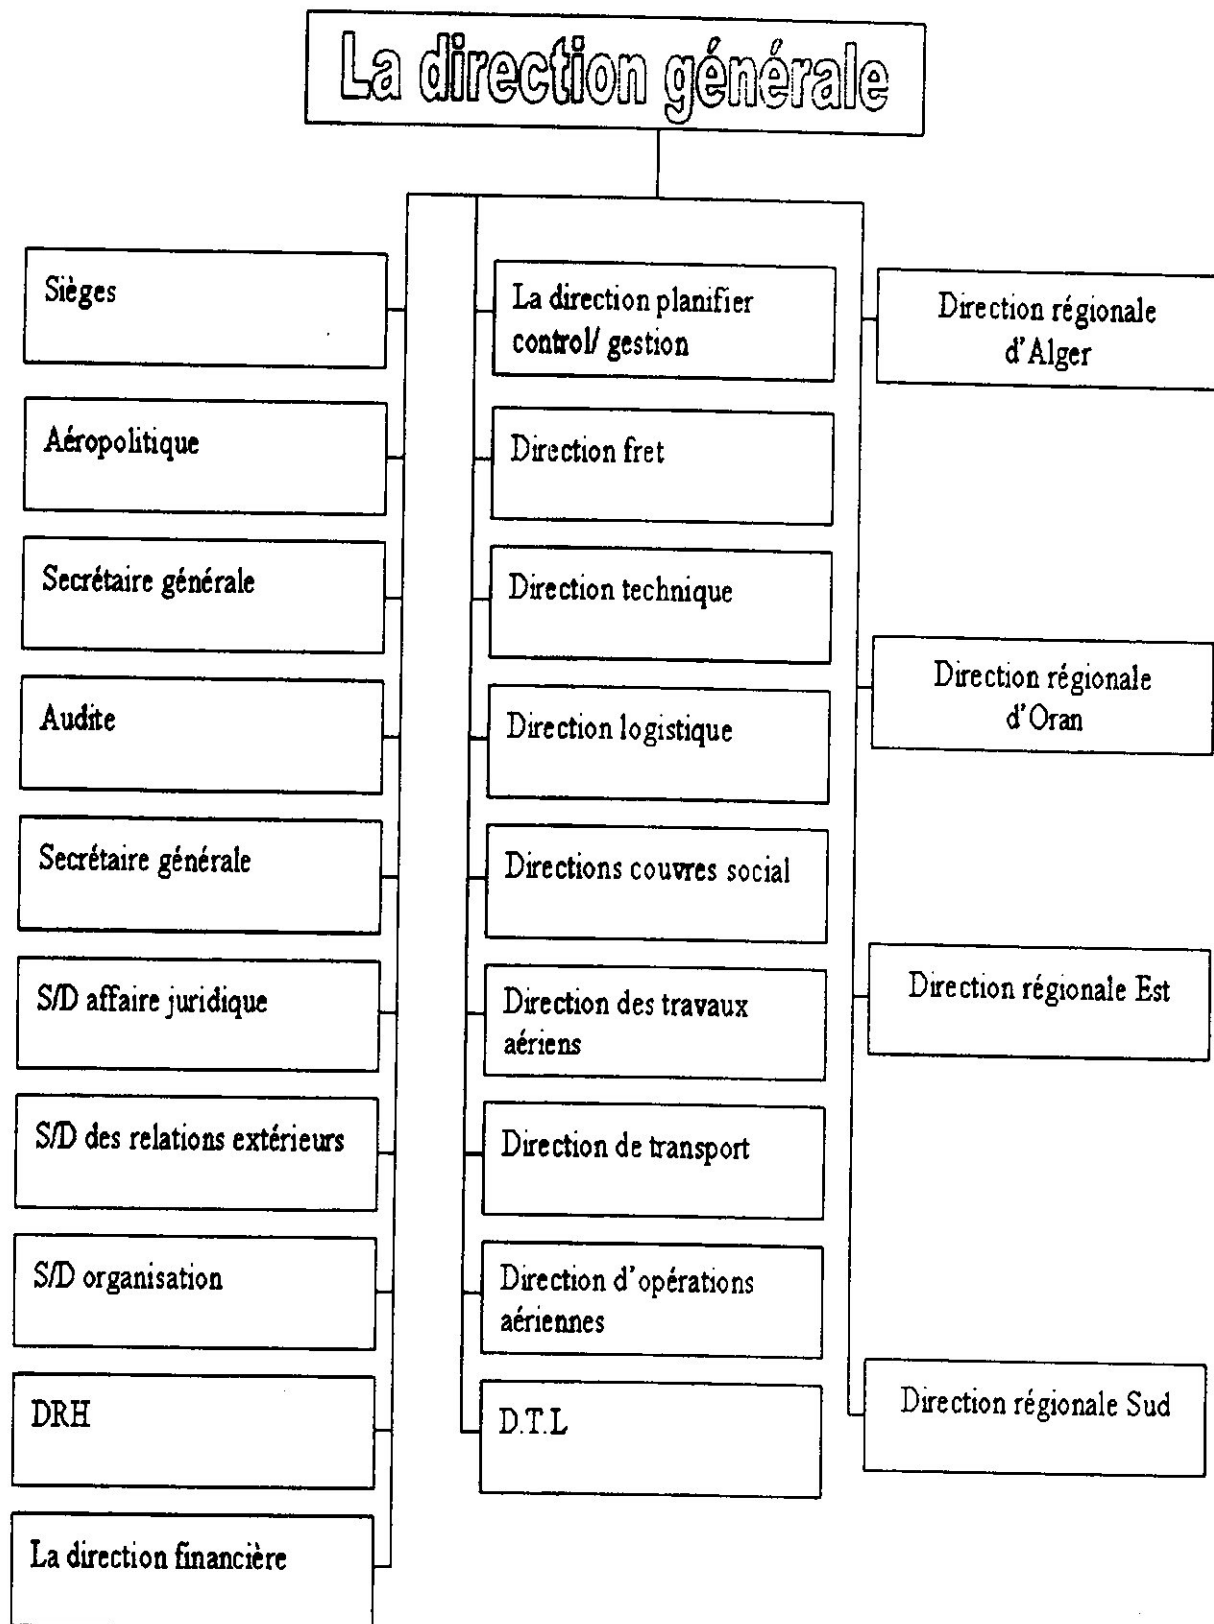 La direction générale
Sièges
Aéropolitique
Secrétaire générale
Audite
Secrétaire générale
S/D affaire juridique
S/D des relations extérieurs
S/D organisation
DRH
La direction financière
La direction planifier
control/ gestion
Direction fret
Direction technique
Direction logistique
Directions couvres social
Direction des travaux
aériens
Direction de transport
Direction d'opérations
aériennes
D.T.L
Direction régionale
d'Alger
Direction régionale
d'Oran
Direction régionale Est
Direction régionale Sud